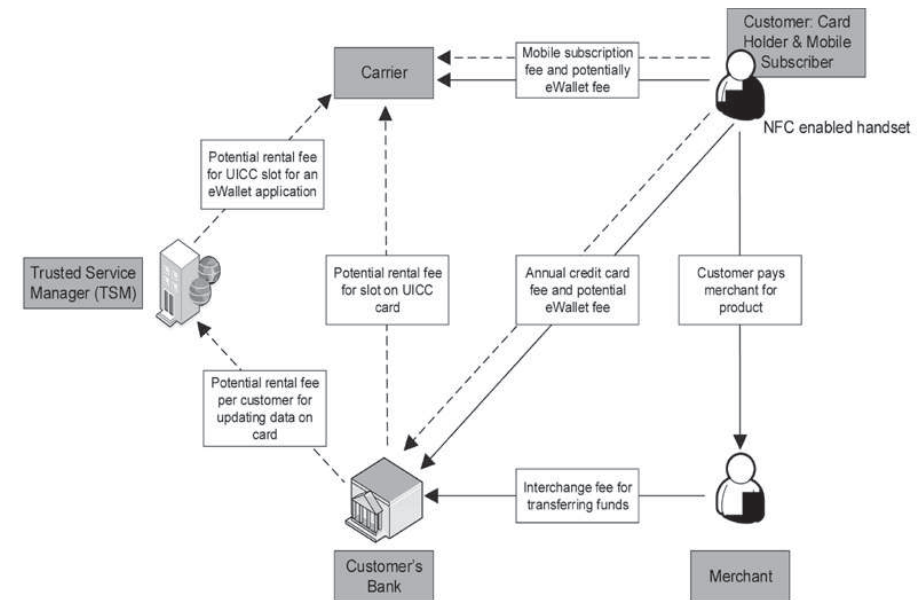 Customer: Card
Holder & Mobile
Subscriber
Carrier
Mobile subscription
fee and potentially
eWallet fee
NFC enabled handset
Potential rental fee
for UICC slot for an
eWallet application
Trusted Service
Manager (TSM)
Potential rental fee
for slot on UICC
card
Annual credit card
fee and potential
eWallet fee
Customer pays
merchant for
product
Potential rental fee
per customer for
updating data on
card
Interchange fee for
transferring funds
Customer's
Bank
Merchant